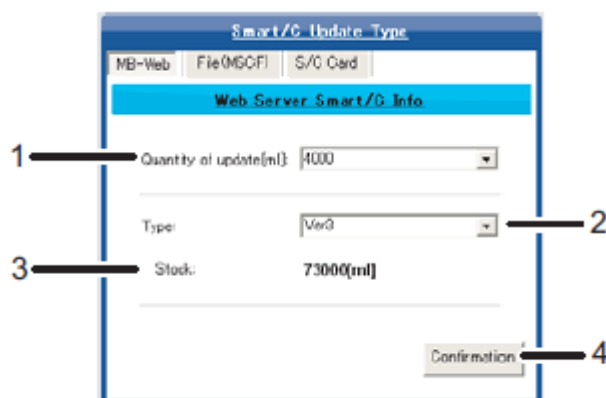 Smart/C Update Type
MB-Web File(MSCF) S/C Card
Web Server Smart/C Info
1 Quantity of update[ml]: 4000
Type: Ver3 2
3 Stock: 73000[ml]
Confirmation 4